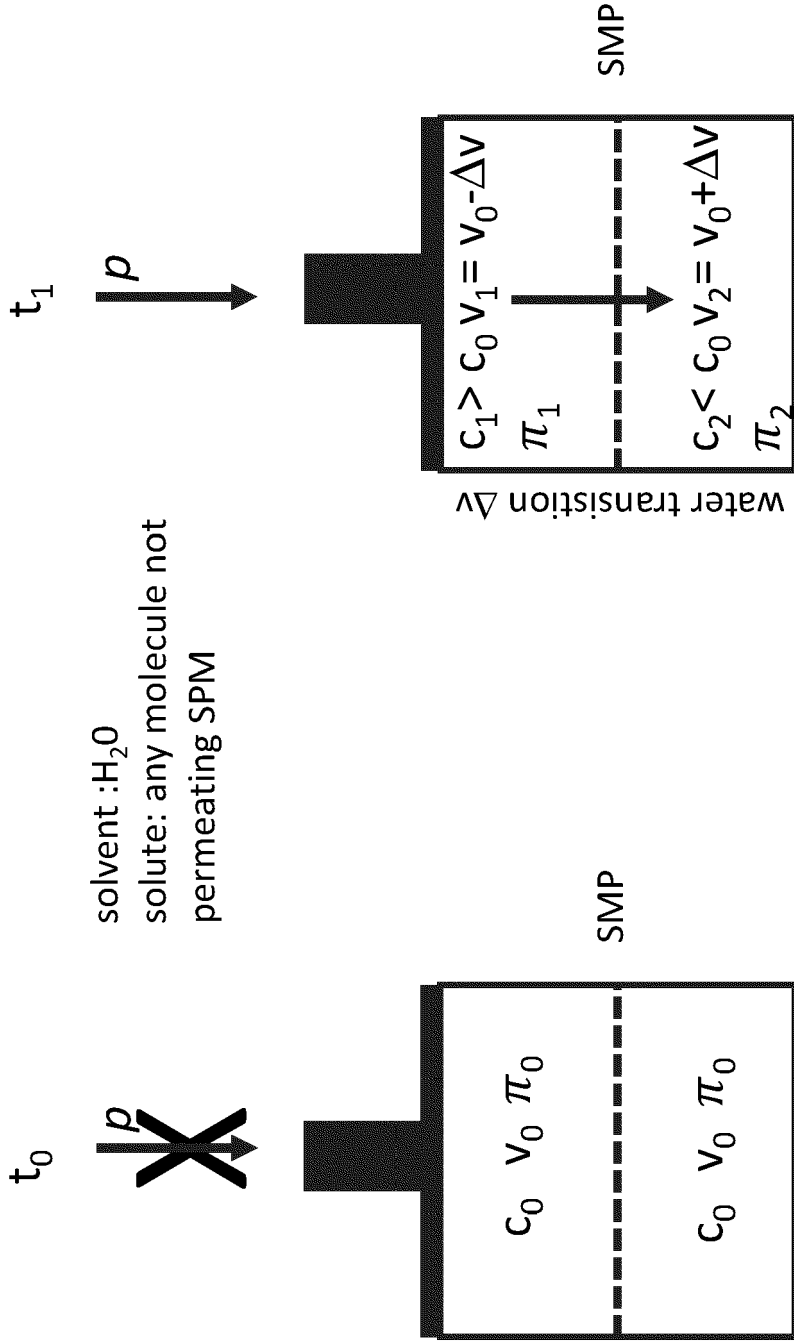 t₀
p
c₀ v₀ π₀
SMP
c₀ v₀ π₀
solvent :H₂0
solute: any molecule not
permeating SPM
t₁
p
c₁> c₀ v₁= v₀-Δv
π₁
SMP
c₂< c₀ v₂= v₀+Δv
π₂
water transistion Δv